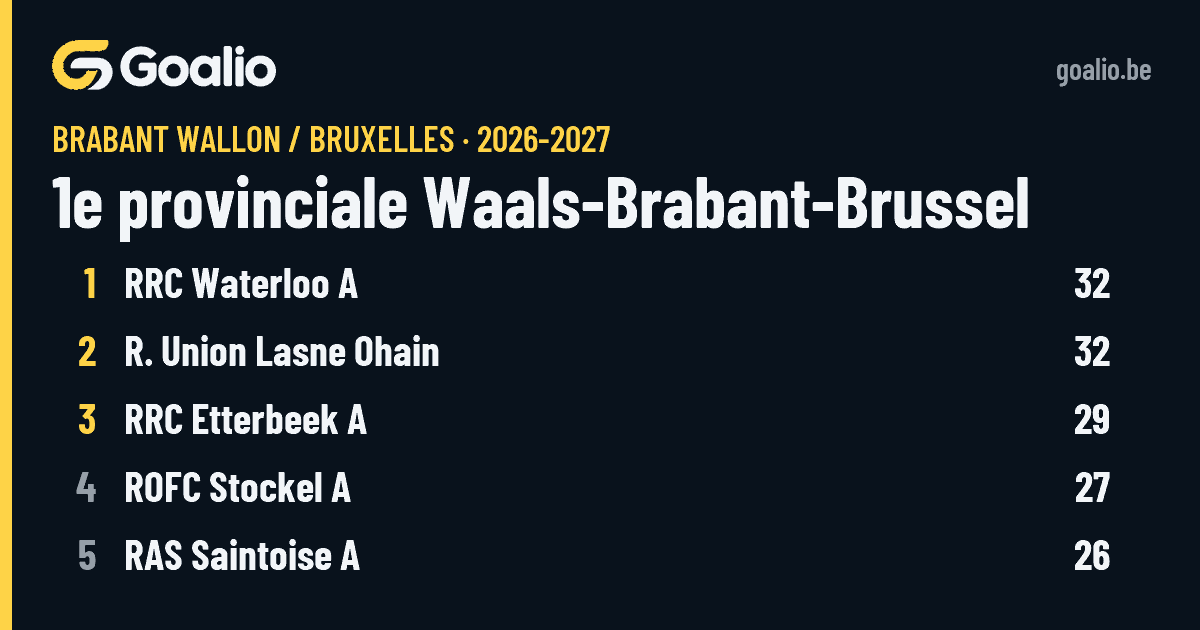 Goalio
goalio.be
BRABANT WALLON / BRUXELLES · 2026-2027
1e provinciale Waals-Brabant-Brussel
1 RRC Waterloo A 32
2 R. Union Lasne Ohain 32
3 RRC Etterbeek A 29
4 ROFC Stockel A 27
5 RAS Saintoise A 26